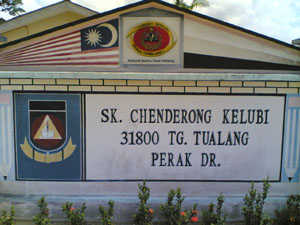 SK. CHENDERONG KELUBI
31800 TG. TUALANG
PERAK DR.